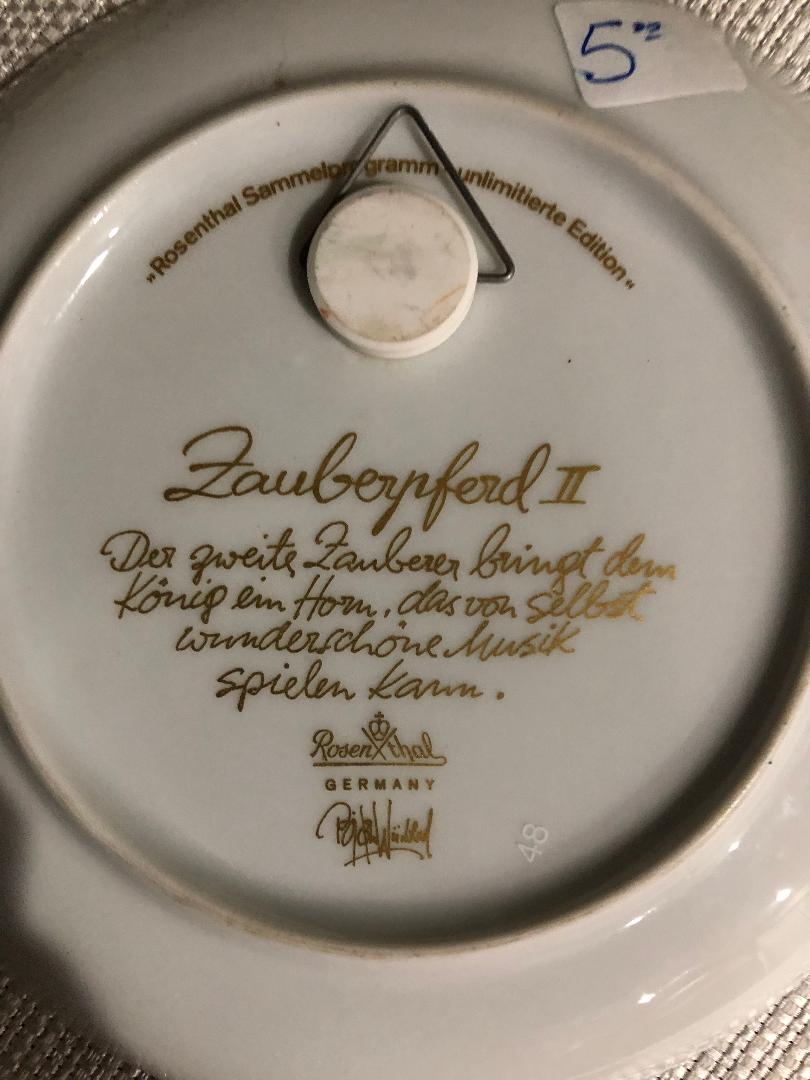 5
„Rosenthal Sammelprogramm unlimitierte Edition“
Zauberpferd II
Der zweite Zauberer bringt dem
König ein Horn, das von selbst
wunderschöne Musik
spielen kann.
Rosenthal
GERMANY
48